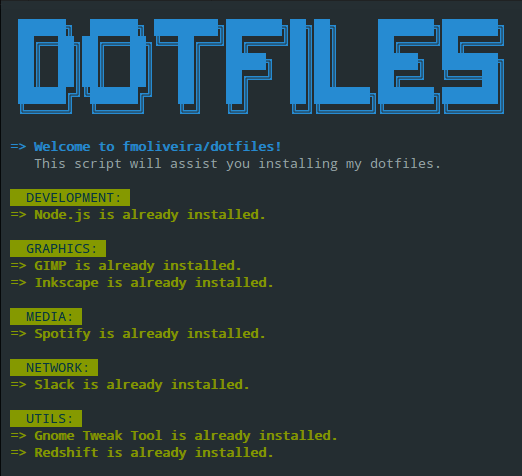 DOTFILES
=> Welcome to fmoliveira/dotfiles!
This script will assist you installing my dotfiles.
DEVELOPMENT:
=> Node.js is already installed.
GRAPHICS:
=> GIMP is already installed.
=> Inkscape is already installed.
MEDIA:
=> Spotify is already installed.
NETWORK:
=> Slack is already installed.
UTILS:
=> Gnome Tweak Tool is already installed.
=> Redshift is already installed.